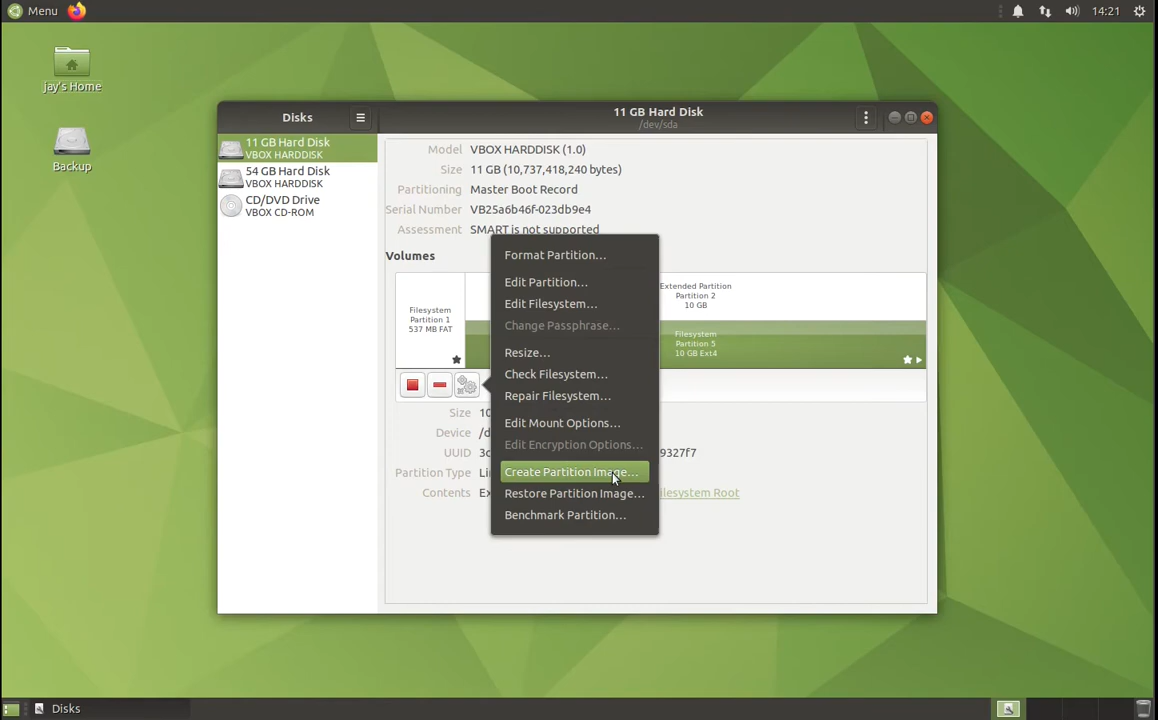 Menu
14:21
jay's Home
Backup
Disks
11 GB Hard Disk
/dev/sda
11 GB Hard Disk
VBOX HARDDISK
54 GB Hard Disk
VBOX HARDDISK
CD/DVD Drive
VBOX CD-ROM
Model VBOX HARDDISK (1.0)
Size 11 GB (10,737,418,240 bytes)
Partitioning Master Boot Record
Serial Number VB25a6b46f-023db9e4
Assessment SMART is not supported
Volumes
Filesystem
Partition 1
537 MB FAT
Extended Partition
Partition 2
10 GB
Filesystem
Partition 5
10 GB Ext4
Format Partition...
Edit Partition...
Edit Filesystem...
Change Passphrase...
Resize...
Check Filesystem...
Repair Filesystem...
Edit Mount Options...
Edit Encryption Options...
Create Partition Image...
Restore Partition Image...
Benchmark Partition...
Size 10
Device /d
UUID 3c 9327f7
Partition Type Li
Contents Ex ilesystem Root
Disks